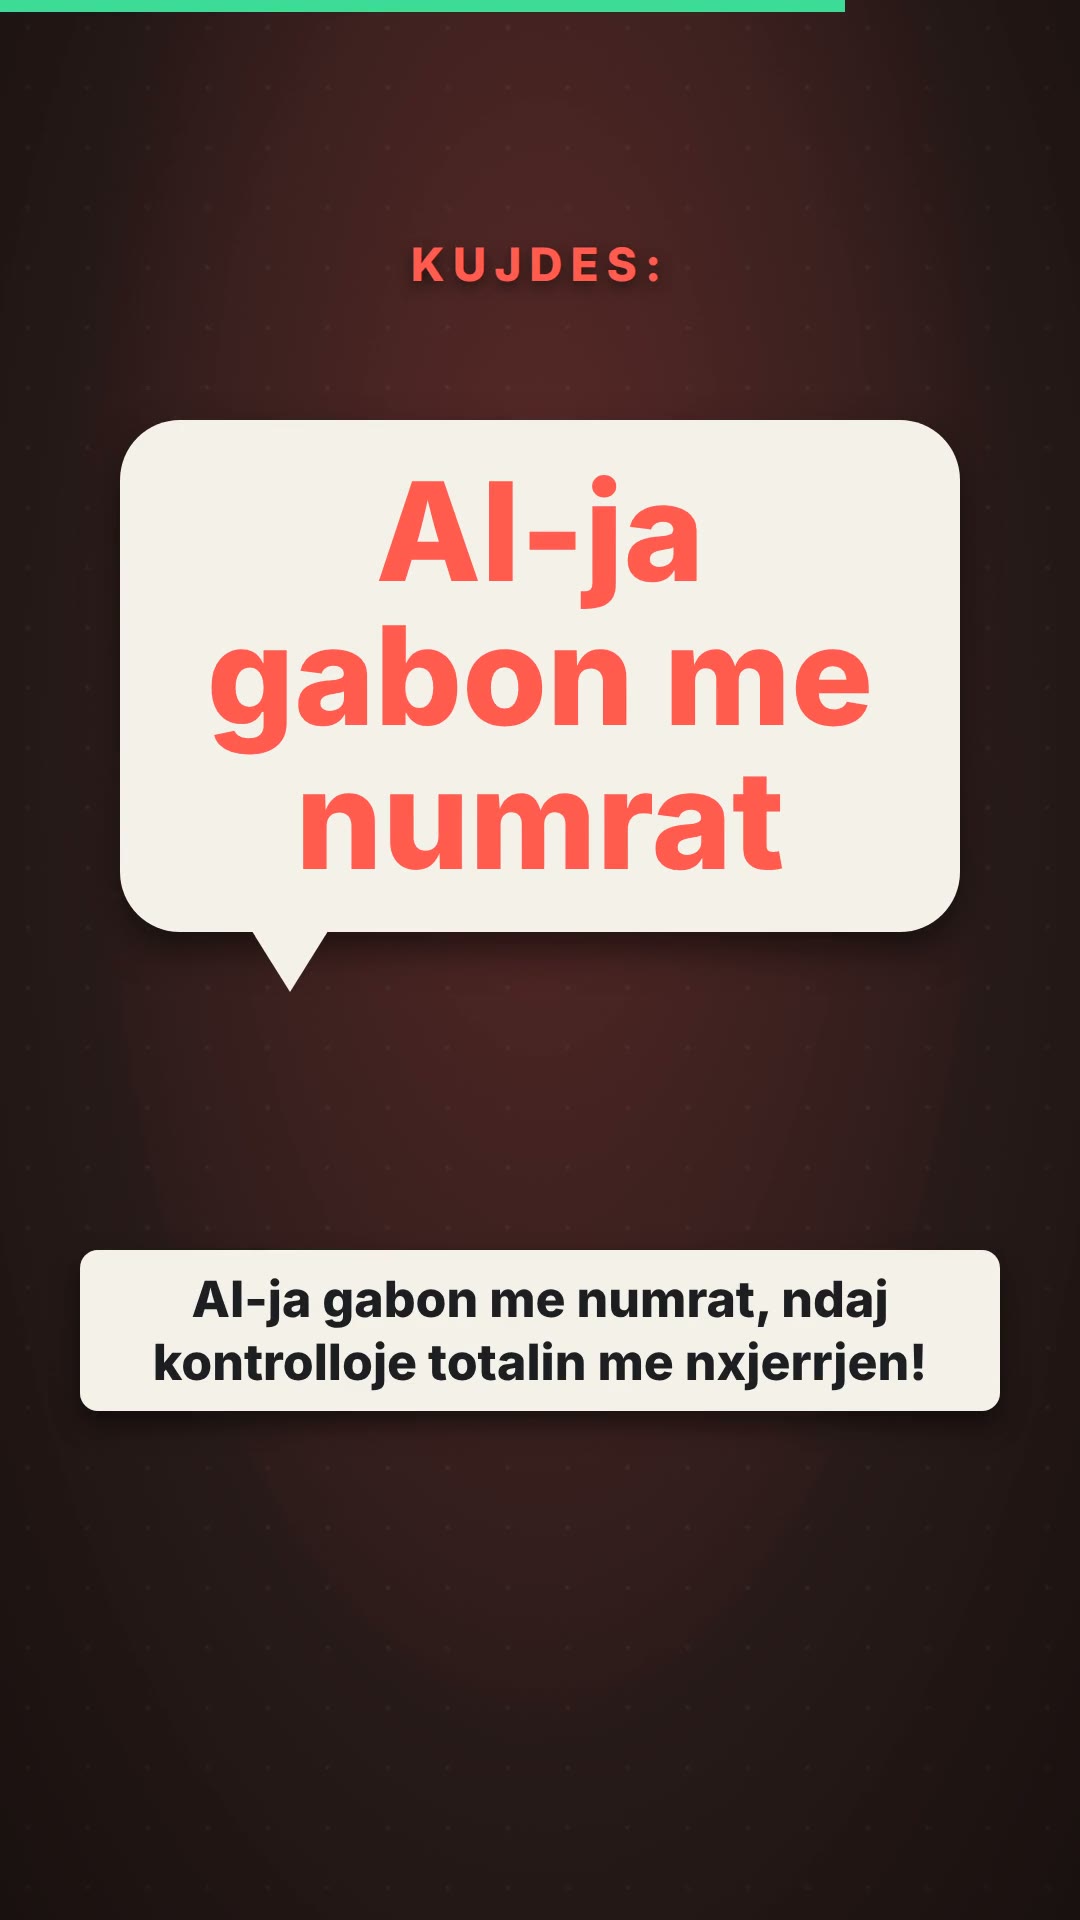 KUJDES:
AI-ja
gabon me
numrat
AI-ja gabon me numrat, ndaj
kontrolloje totalin me nxjerrjen!